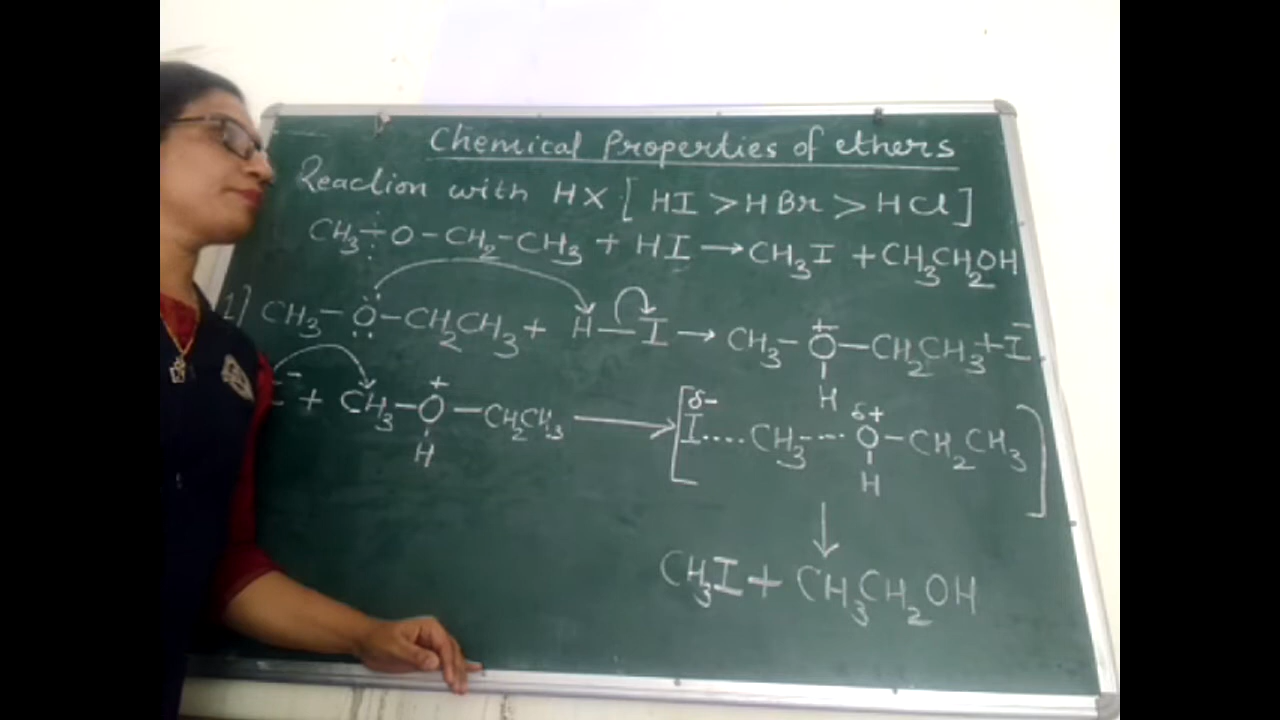 Chemical Properties of ethers
Reaction with HX [HI > HBr > HCl]
CH₃-O-CH₂-CH₃ + HI → CH₃I + CH₃CH₂OH
1] CH₃-Ö-CH₂CH₃ + H-I → CH₃-O⁺-CH₂CH₃ + I⁻
H
+ CH₃-O⁺-CH₂CH₃ → [I^δ-....CH₃----O^δ+-CH₂CH₃]
H H
↓
CH₃I + CH₃CH₂OH